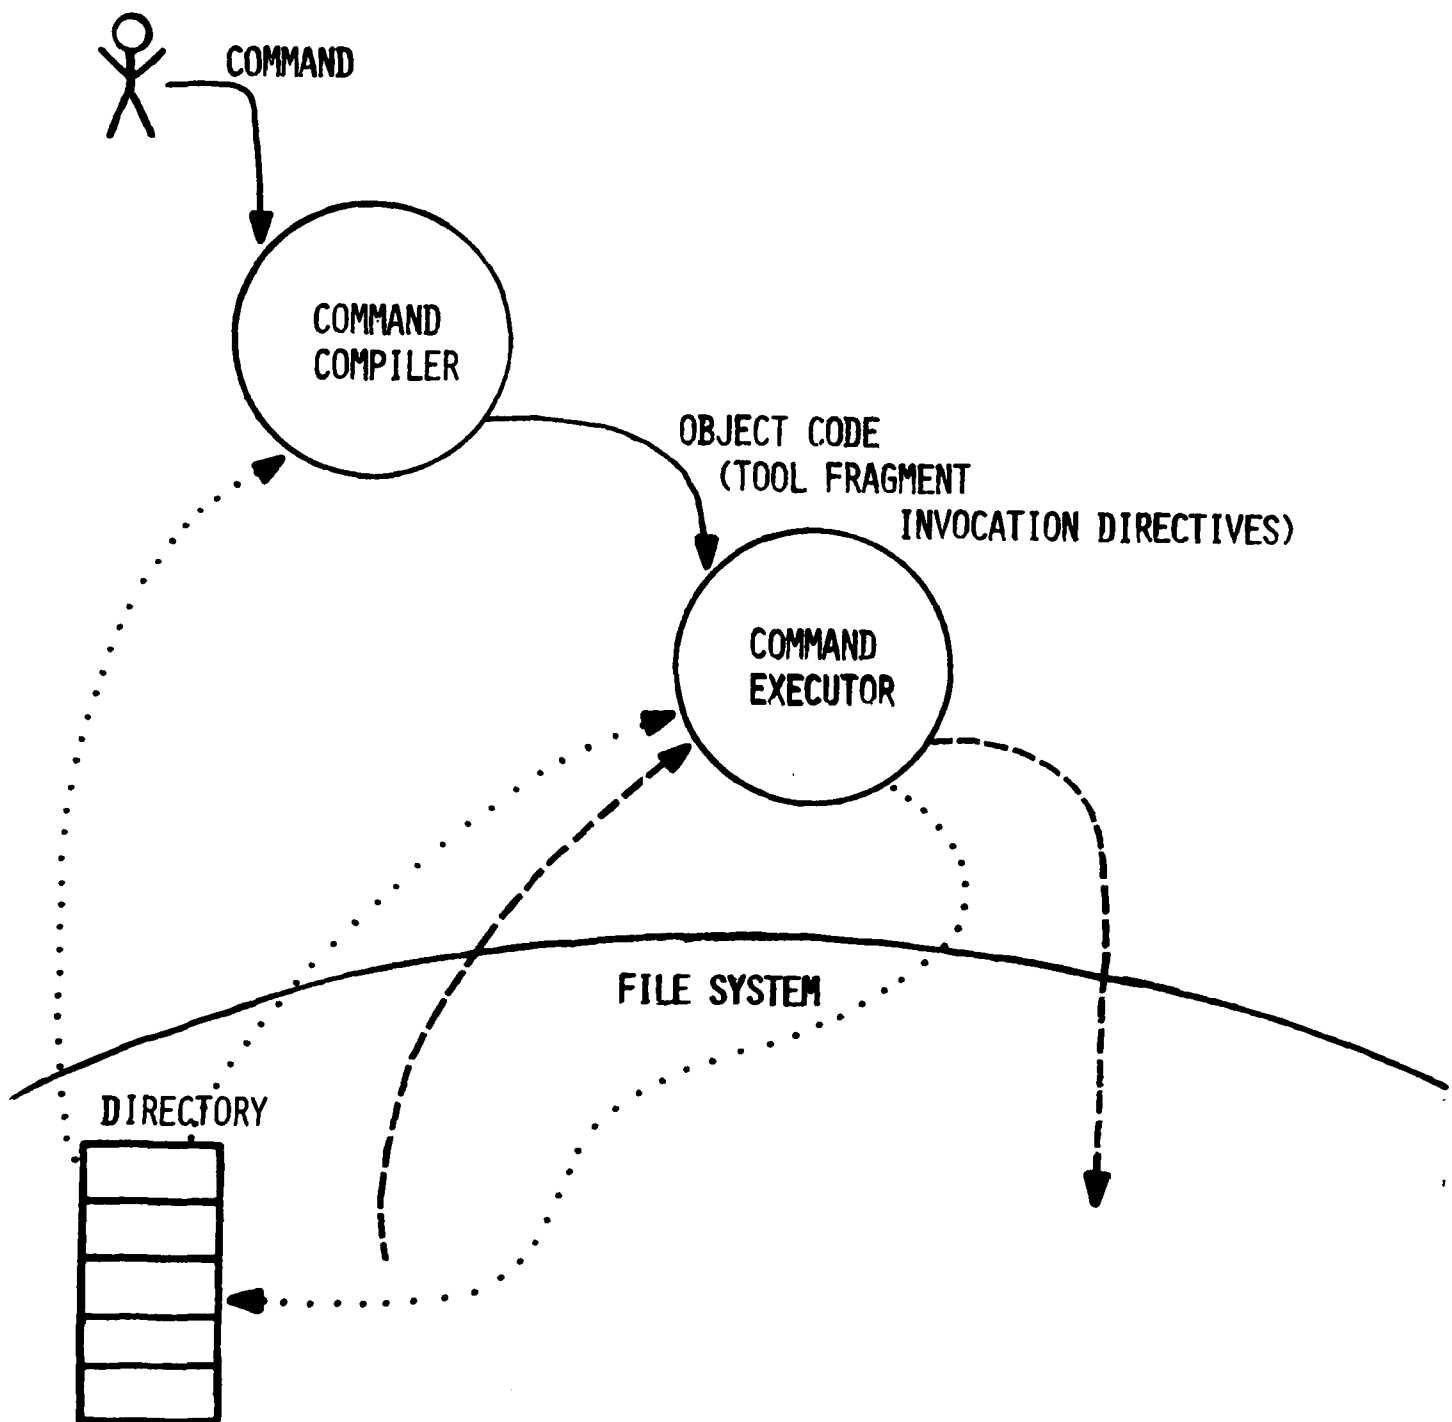 COMMAND
COMMAND
COMPILER
OBJECT CODE
(TOOL FRAGMENT
INVOCATION DIRECTIVES)
COMMAND
EXECUTOR
FILE SYSTEM
DIRECTORY